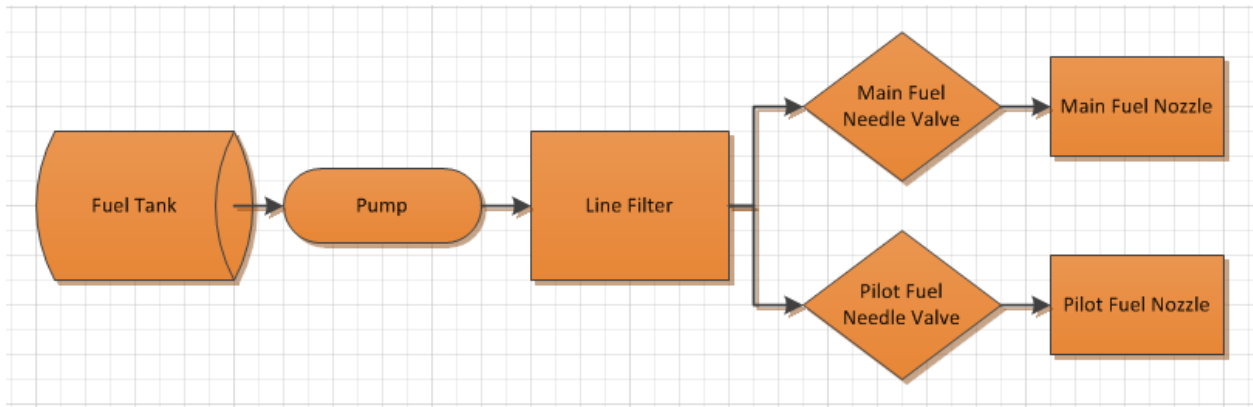 Fuel Tank
Pump
Line Filter
Main Fuel
Needle Valve
Main Fuel Nozzle
Pilot Fuel
Needle Valve
Pilot Fuel Nozzle